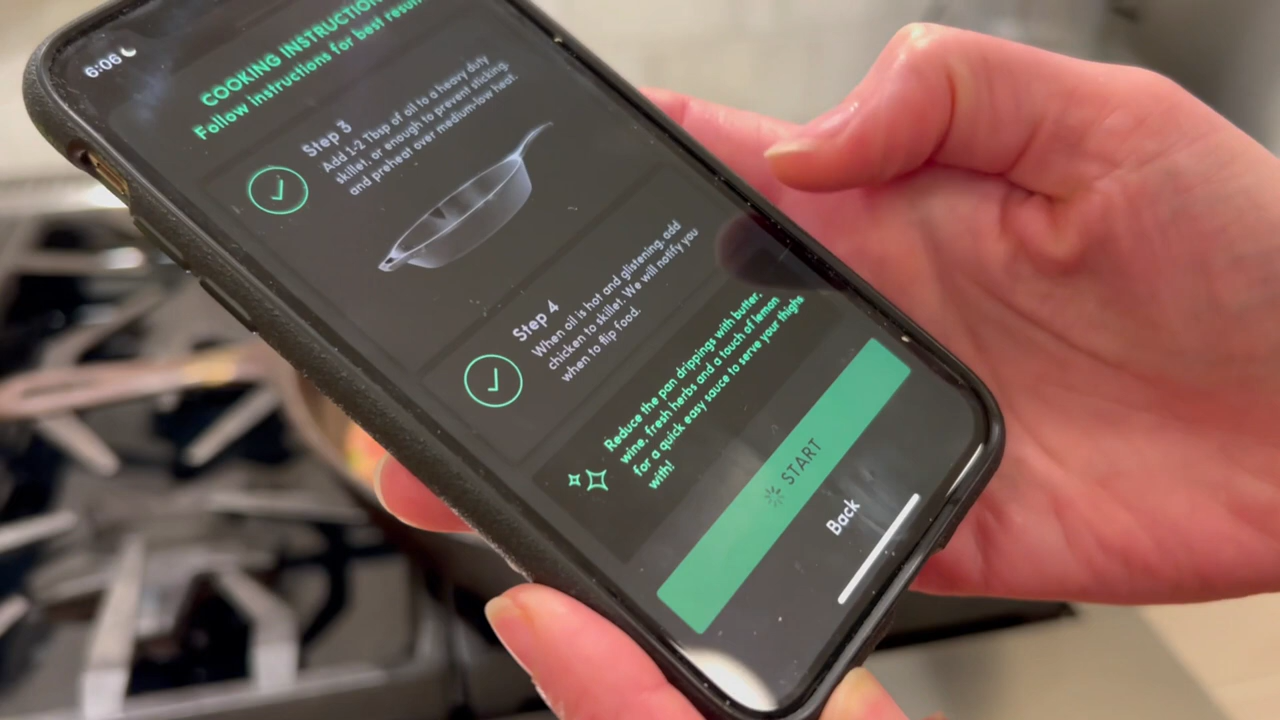 6:06
COOKING INSTRUCTION
Follow instructions for best resul
Step 3
Add 1-2 Tbsp of oil to a heavy duty
skillet, or enough to prevent sticking,
and preheat over medium-low heat.
Step 4
When oil is hot and glistening, add
chicken to skillet. We will notify you
when to flip food.
Reduce the pan drippings with butter,
wine, fresh herbs and a touch of lemon
for a quick easy sauce to serve your thighs
with!
START
Back